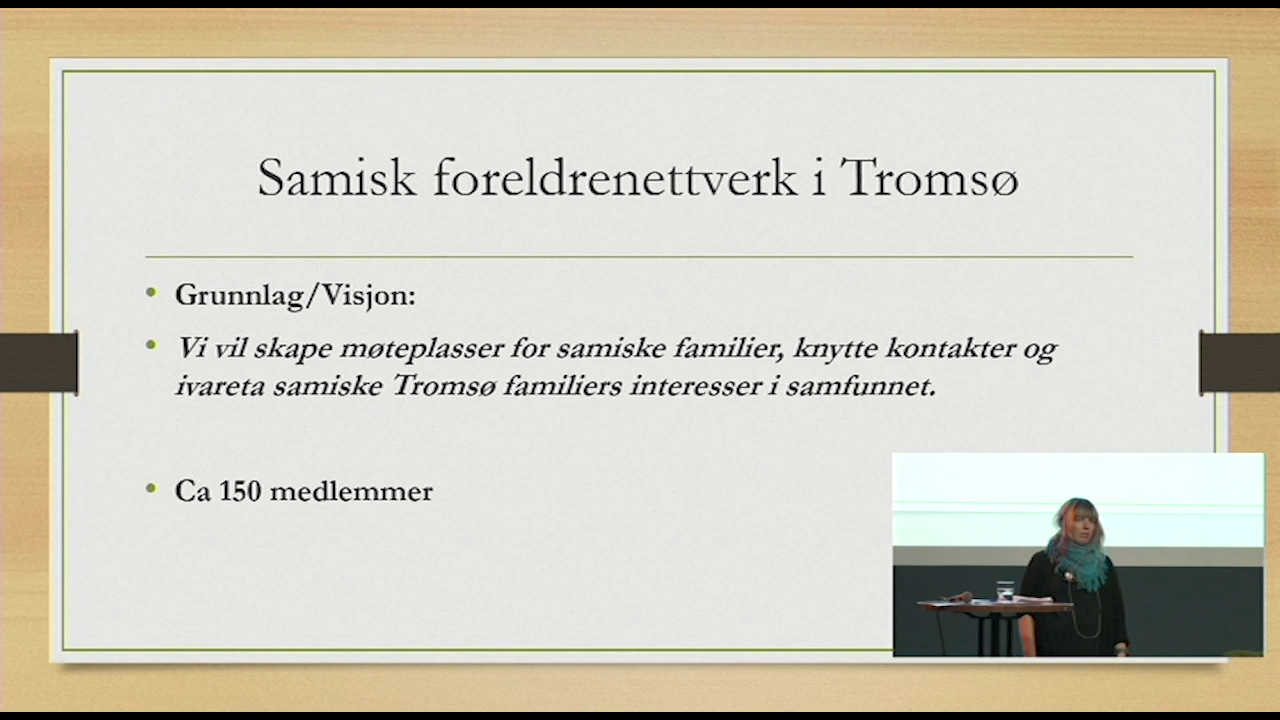 Samisk foreldrenettverk i Tromsø
• Grunnlag/Visjon:
• Vi vil skape møteplasser for samiske familier, knytte kontakter og
ivareta samiske Tromsø familiers interesser i samfunnet.
• Ca 150 medlemmer